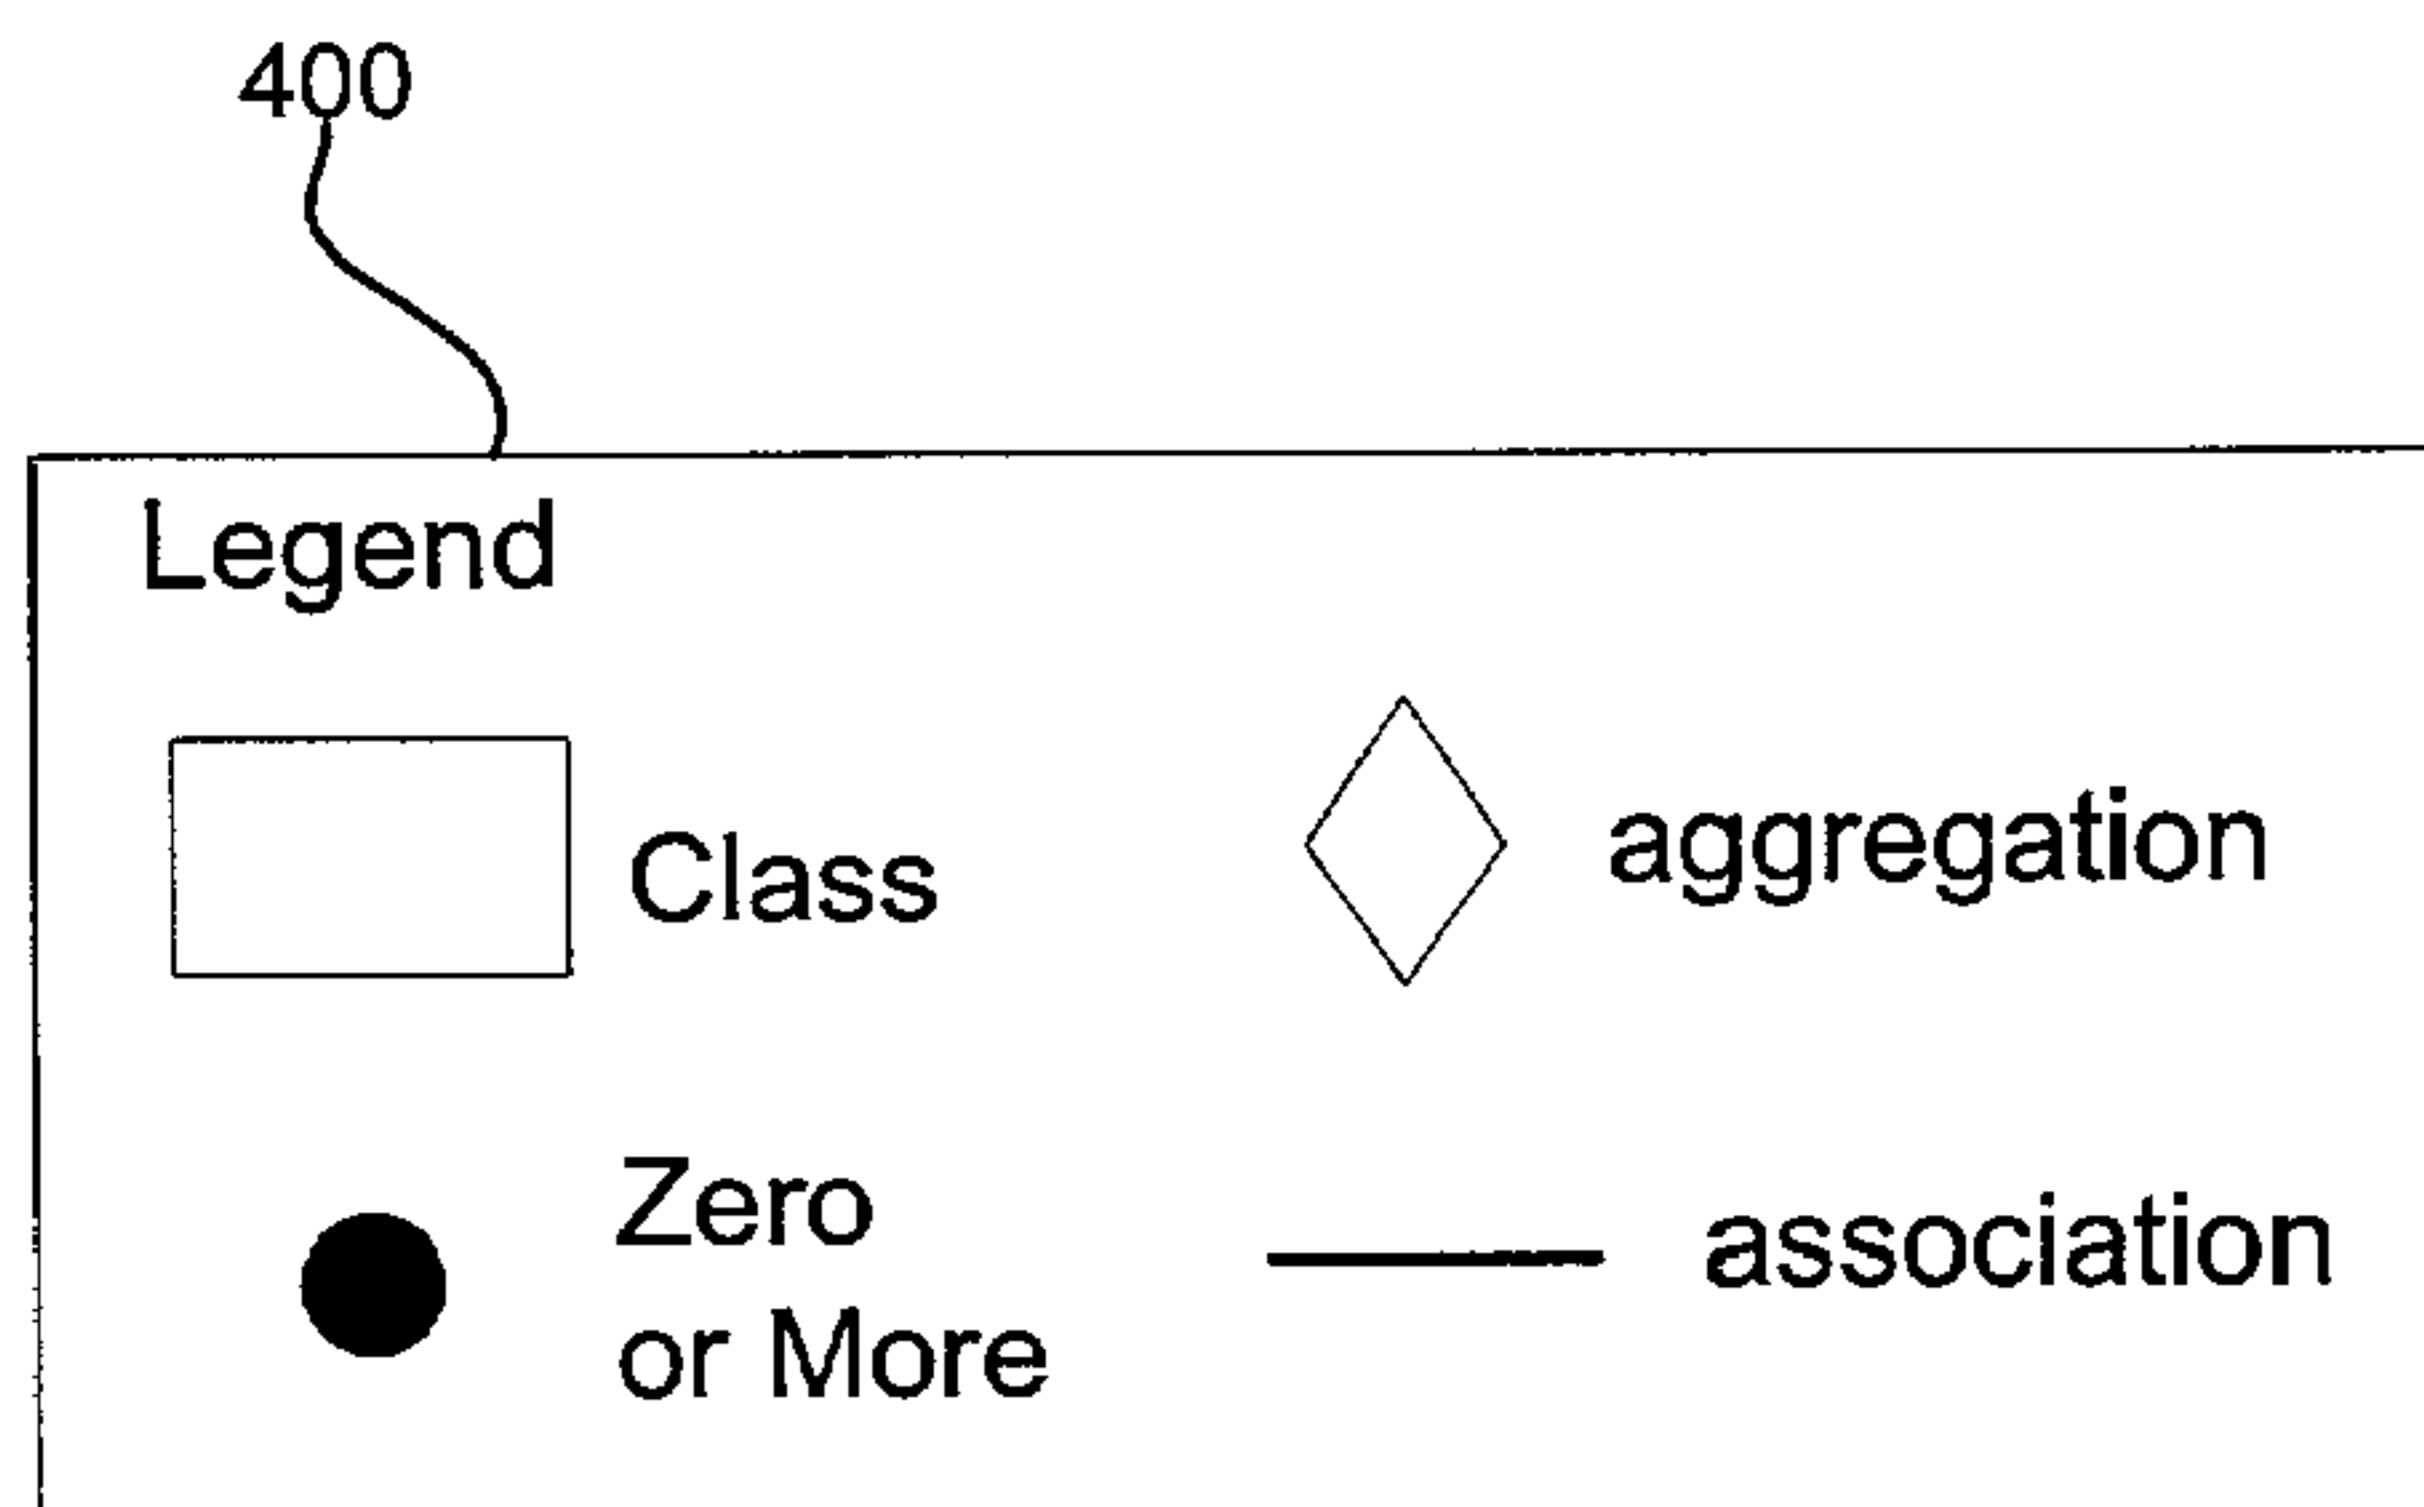 400
Legend
Class
aggregation
Zero
or More
association